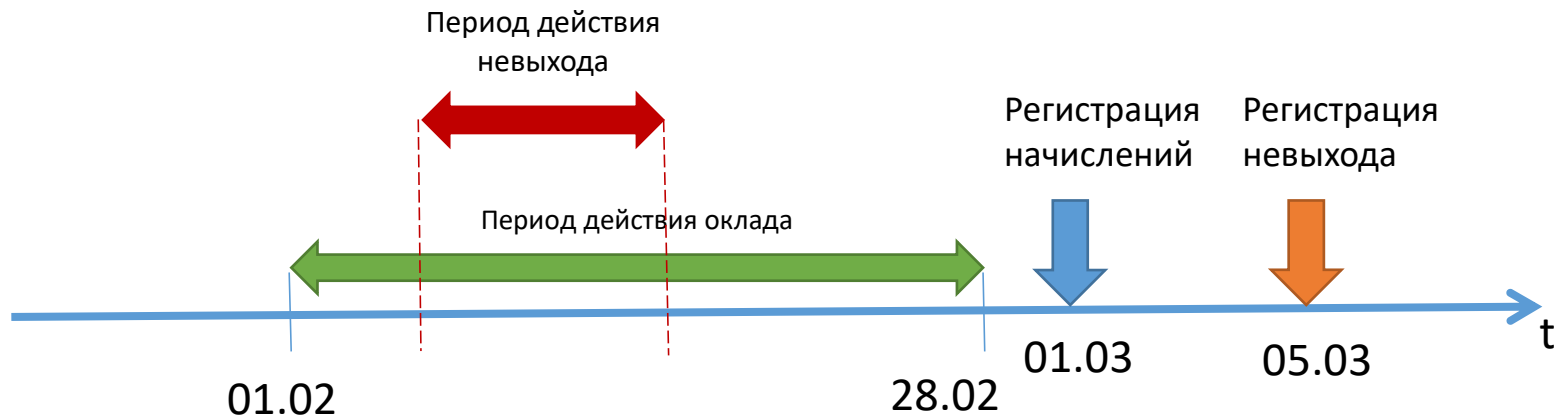 Период действия
невыхода
Регистрация
начислений
Регистрация
невыхода
Период действия оклада
t
01.02
28.02
01.03
05.03